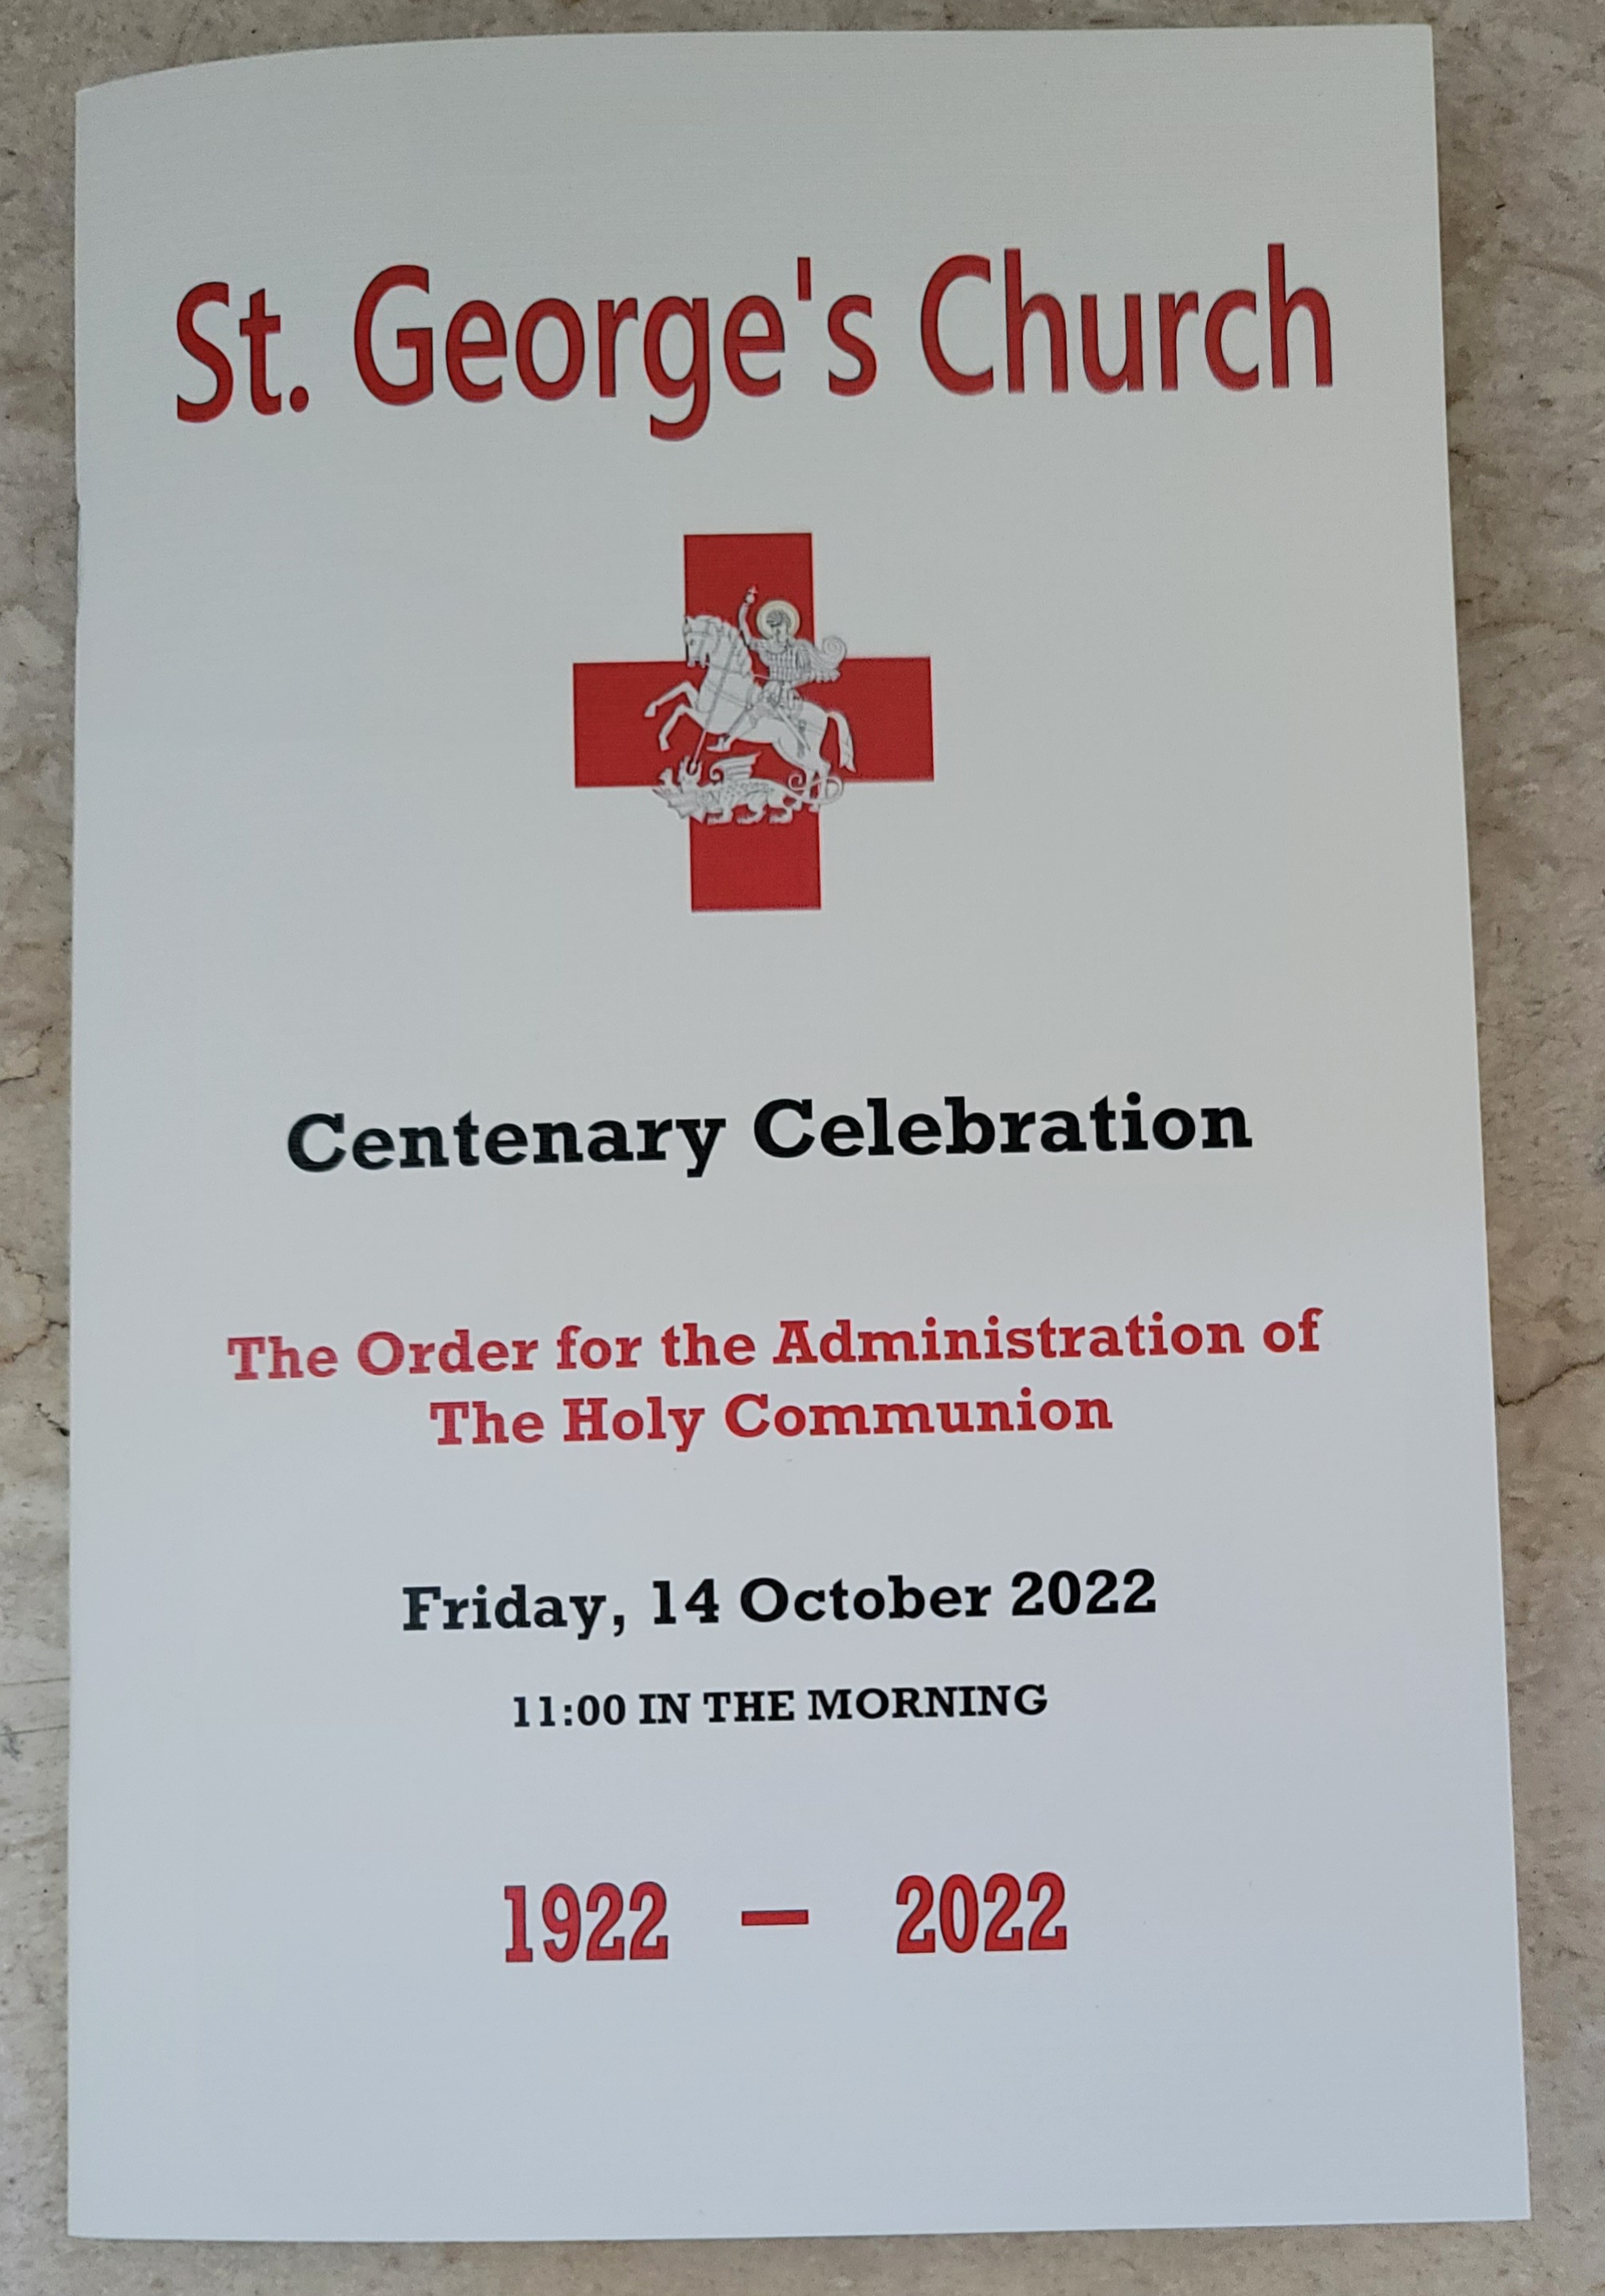 St. George's Church
Centenary Celebration
The Order for the Administration of
The Holy Communion
Friday, 14 October 2022
11:00 IN THE MORNING
1922 — 2022